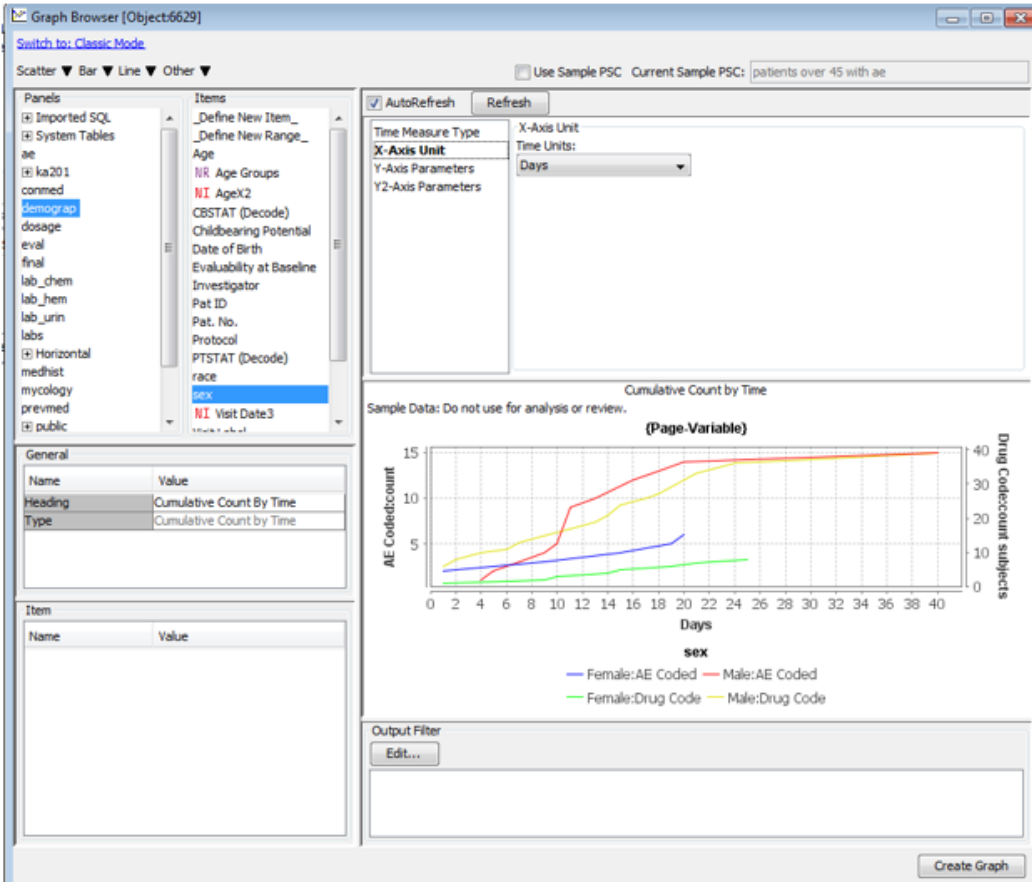 Graph Browser [Object:6629]
Switch to: Classic Mode
Scatter ▼ Bar ▼ Line ▼ Other ▼
Use Sample PSC Current Sample PSC: patients over 45 with ae
Panels
Imported SQL
System Tables
ae
ka201
conmed
demograp
dosage
eval
final
lab_chem
lab_hem
lab_urin
labs
Horizontal
medhist
mycology
prevmed
public
Items
_Define New Item_
_Define New Range_
Age
NR Age Groups
NI AgeX2
CBSTAT (Decode)
Childbearing Potential
Date of Birth
Evaluability at Baseline
Investigator
Pat ID
Pat. No.
Protocol
PTSTAT (Decode)
race
sex
NI Visit Date3
AutoRefresh Refresh
Time Measure Type
X-Axis Unit
Y-Axis Parameters
Y2-Axis Parameters
X-Axis Unit
Time Units:
Days
General
Name Value
Heading Cumulative Count By Time
Type Cumulative Count by Time
Item
Name Value
Cumulative Count by Time
Sample Data: Do not use for analysis or review.
{Page-Variable}
AE Coded:count
15
10
5
40
30
20
10
0
Drug Code:count subjects
0 2 4 6 8 10 12 14 16 18 20 22 24 26 28 30 32 34 36 38 40
Days
sex
Female:AE Coded Male:AE Coded
Female:Drug Code Male:Drug Code
Output Filter
Edit...
Create Graph